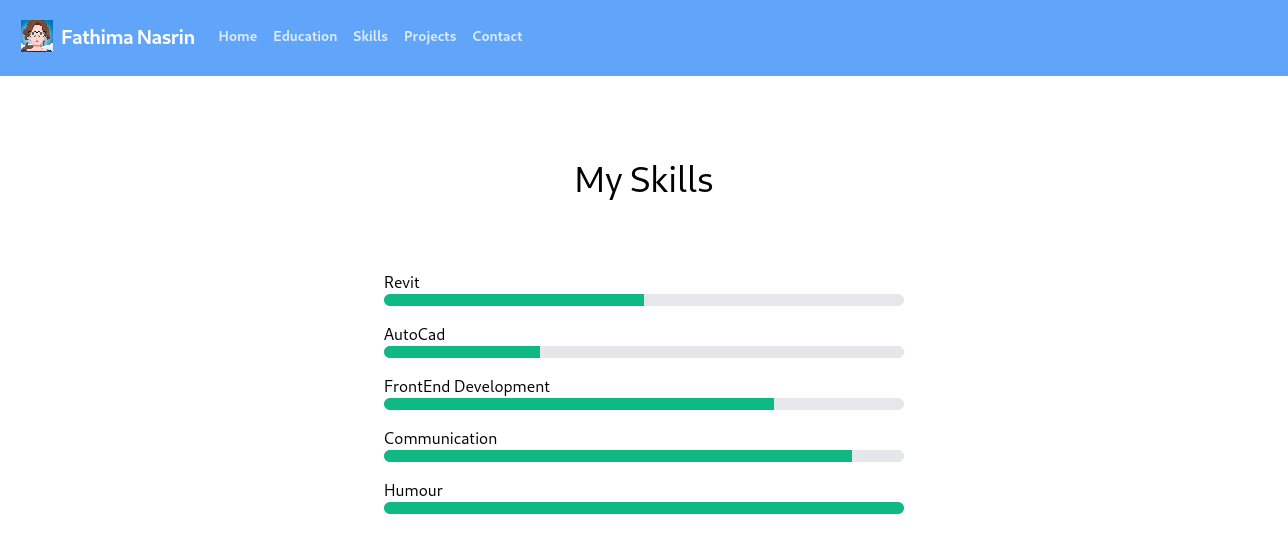 Fathima Nasrin Home Education Skills Projects Contact
My Skills
Revit
AutoCad
FrontEnd Development
Communication
Humour